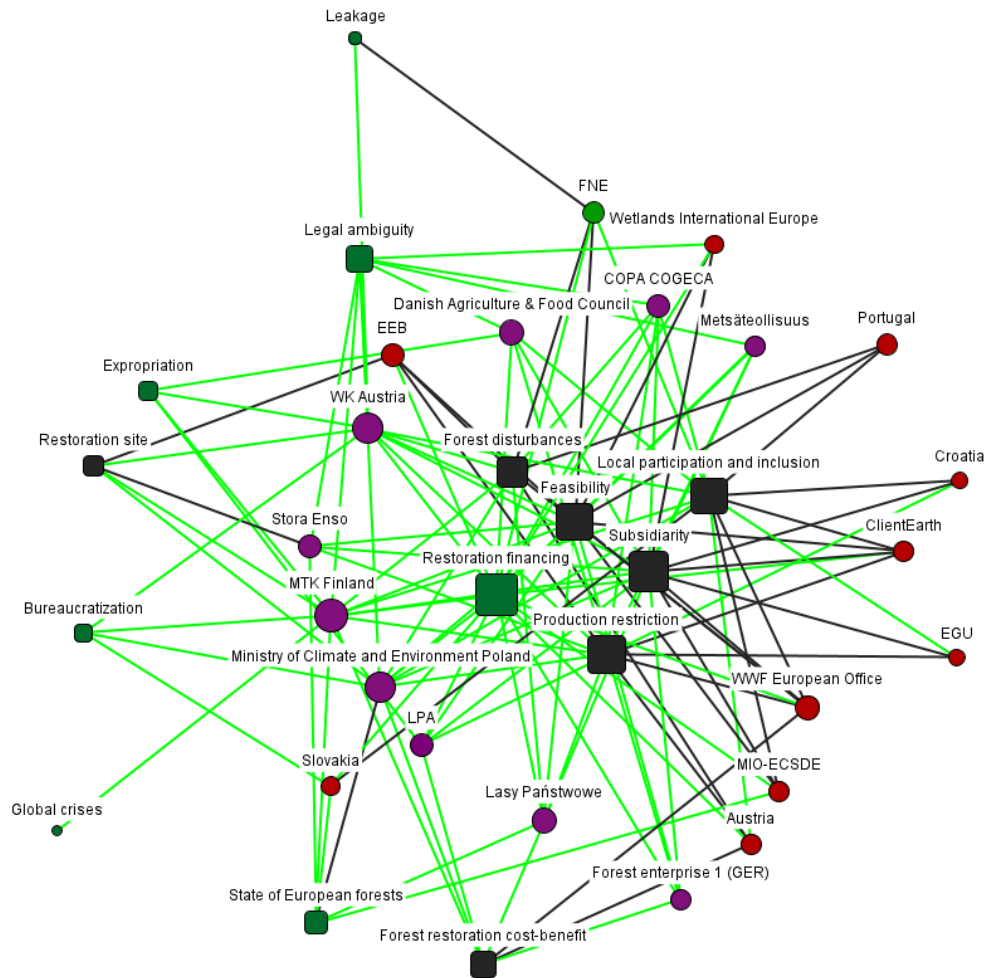 Leakage
FNE
Wetlands International Europe
Legal ambiguity
COPA COGECA
Danish Agriculture & Food Council
Metsäteollisuus
Portugal
EEB
Expropriation
WK Austria
Restoration site
Forest disturbances
Local participation and inclusion
Croatia
Feasibility
Stora Enso
Subsidiarity
ClientEarth
Restoration financing
MTK Finland
Bureaucratization
Production restriction
EGU
Ministry of Climate and Environment Poland
WWF European Office
LPA
Slovakia
MIO-ECSDE
Global crises
Lasy Państwowe
Austria
Forest enterprise 1 (GER)
State of European forests
Forest restoration cost-benefit